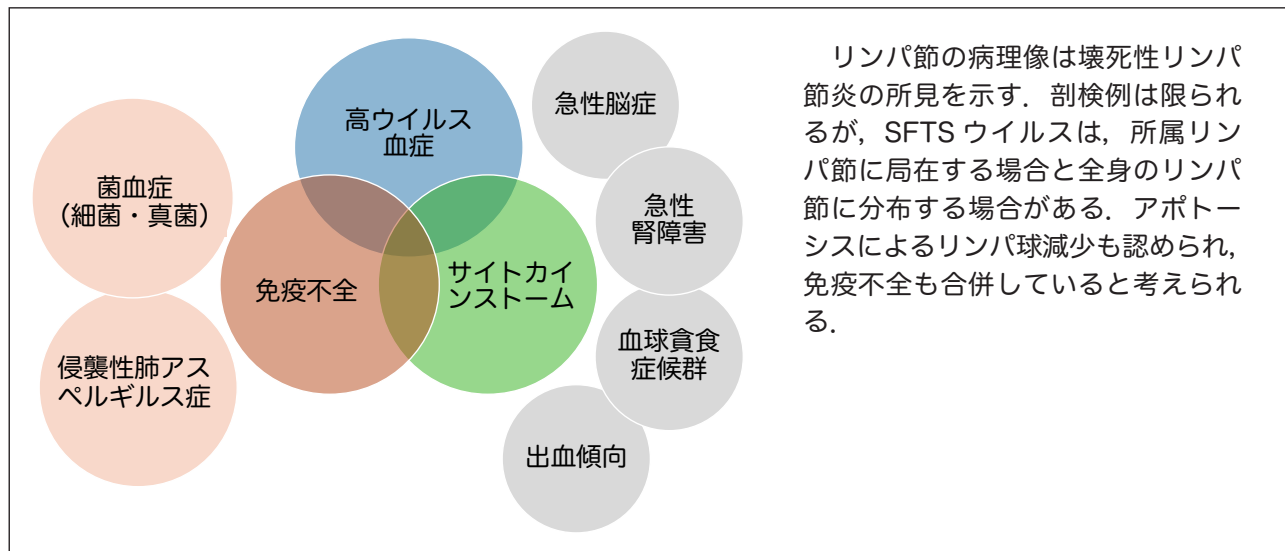 高ウイルス
血症
免疫不全
サイトカイ
ンストーム
菌血症
（細菌・真菌）
侵襲性肺アス
ペルギルス症
急性脳症
急性
腎障害
血球貪食
症候群
出血傾向
リンパ節の病理像は壊死性リンパ
節炎の所見を示す．剖検例は限られ
るが，SFTS ウイルスは，所属リン
パ節に局在する場合と全身のリンパ
節に分布する場合がある．アポトー
シスによるリンパ球減少も認められ，
免疫不全も合併していると考えられ
る．